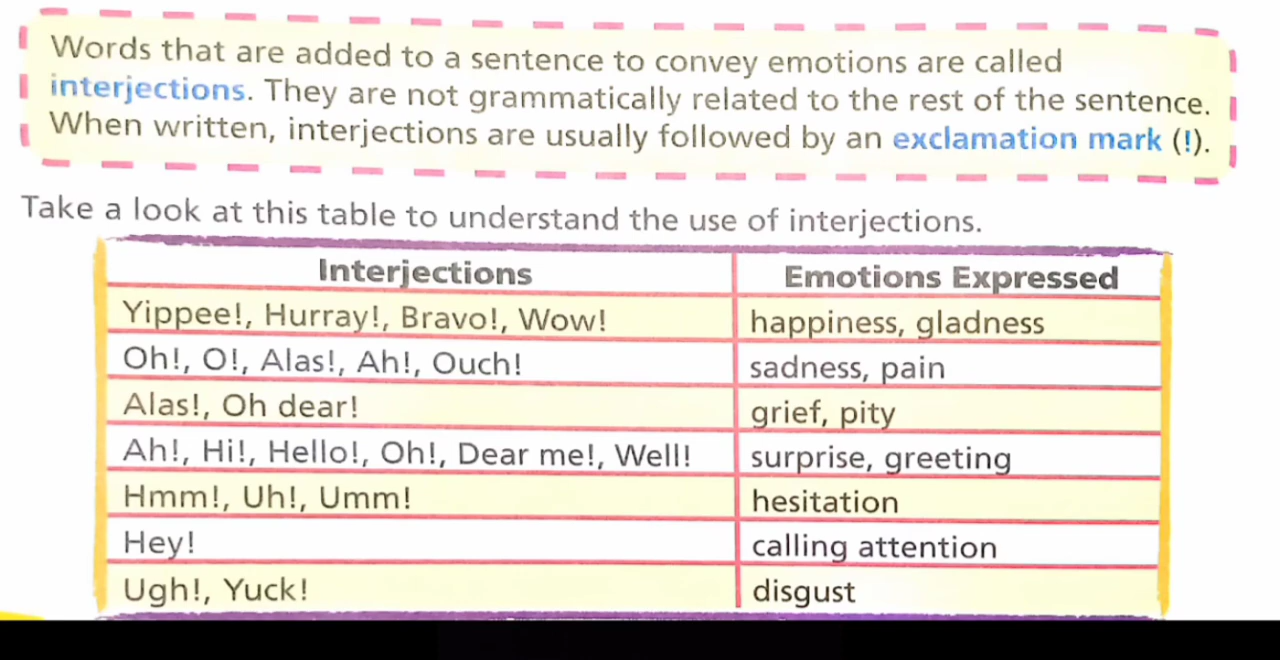 Words that are added to a sentence to convey emotions are called
interjections. They are not grammatically related to the rest of the sentence.
When written, interjections are usually followed by an exclamation mark (!).
Take a look at this table to understand the use of interjections.
Interjections Emotions Expressed
Yippee!, Hurray!, Bravo!, Wow! happiness, gladness
Oh!, O!, Alas!, Ah!, Ouch! sadness, pain
Alas!, Oh dear! grief, pity
Ah!, Hi!, Hello!, Oh!, Dear me!, Well! surprise, greeting
Hmm!, Uh!, Umm! hesitation
Hey! calling attention
Ugh!, Yuck! disgust